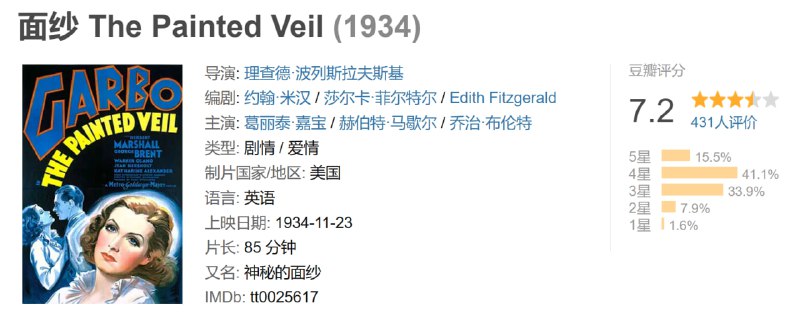 面纱 The Painted Veil (1934)
GARBO
THE PAINTED VEIL
HERBERT
MARSHALL
GEORGE
BRENT
WARNER OLAND
JEAN HERSHOLT
KATHARINE ALEXANDER
Metro-Goldwyn-Mayer
导演: 理查德·波列斯拉夫斯基
编剧: 约翰·米汉 / 莎尔卡·菲尔特尔 / Edith Fitzgerald
主演: 葛丽泰·嘉宝 / 赫伯特·马歇尔 / 乔治·布伦特
类型: 剧情 / 爱情
制片国家/地区: 美国
语言: 英语
上映日期: 1934-11-23
片长: 85 分钟
又名: 神秘的面纱
IMDb: tt0025617
豆瓣评分
7.2
431人评价
5星 15.5%
4星 41.1%
3星 33.9%
2星 7.9%
1星 1.6%